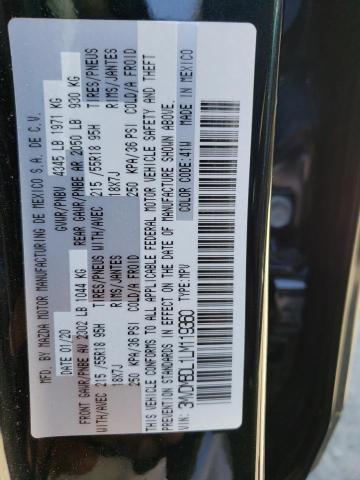 MFD. BY MAZDA MOTOR MANUFACTURING DE MEXICO S.A. DE C.V.
DATE: 01/20 GVWR/PNBV 4345 LB 1971 KG
FRONT GAWR/PNBE AV 2302 LB 1044 KG REAR GAWR/PNBE AR 2050 LB 930 KG
WITH/AVEC 215 /55R18 95H TIRES/PNEUS WITH/AVEC 215 /55R18 95H TIRES/PNEUS
18X7J RIMS/JANTES 18X7J RIMS/JANTES
250 KPA/36 PSI COLD/A FROID 250 KPA/36 PSI COLD/A FROID
THIS VEHICLE CONFORMS TO ALL APPLICABLE FEDERAL MOTOR VEHICLE SAFETY AND THEFT
PREVENTION STANDARDS IN EFFECT ON THE DATE OF MANUFACTURE SHOWN ABOVE.
VIN: 3MVDMBDL1LM119360 TYPE:MPV COLOR CODE:41W MADE IN MEXICO